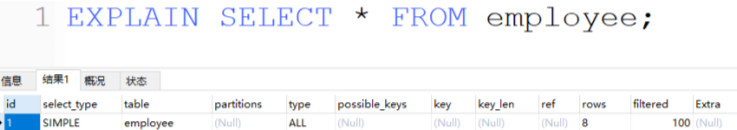 1 EXPLAIN SELECT * FROM employee;
信息 结果1 概况 状态
id select_type table partitions type possible_keys key key_len ref rows filtered Extra
1 SIMPLE employee (Null) ALL (Null) (Null) (Null) (Null) 8 100 (Null)